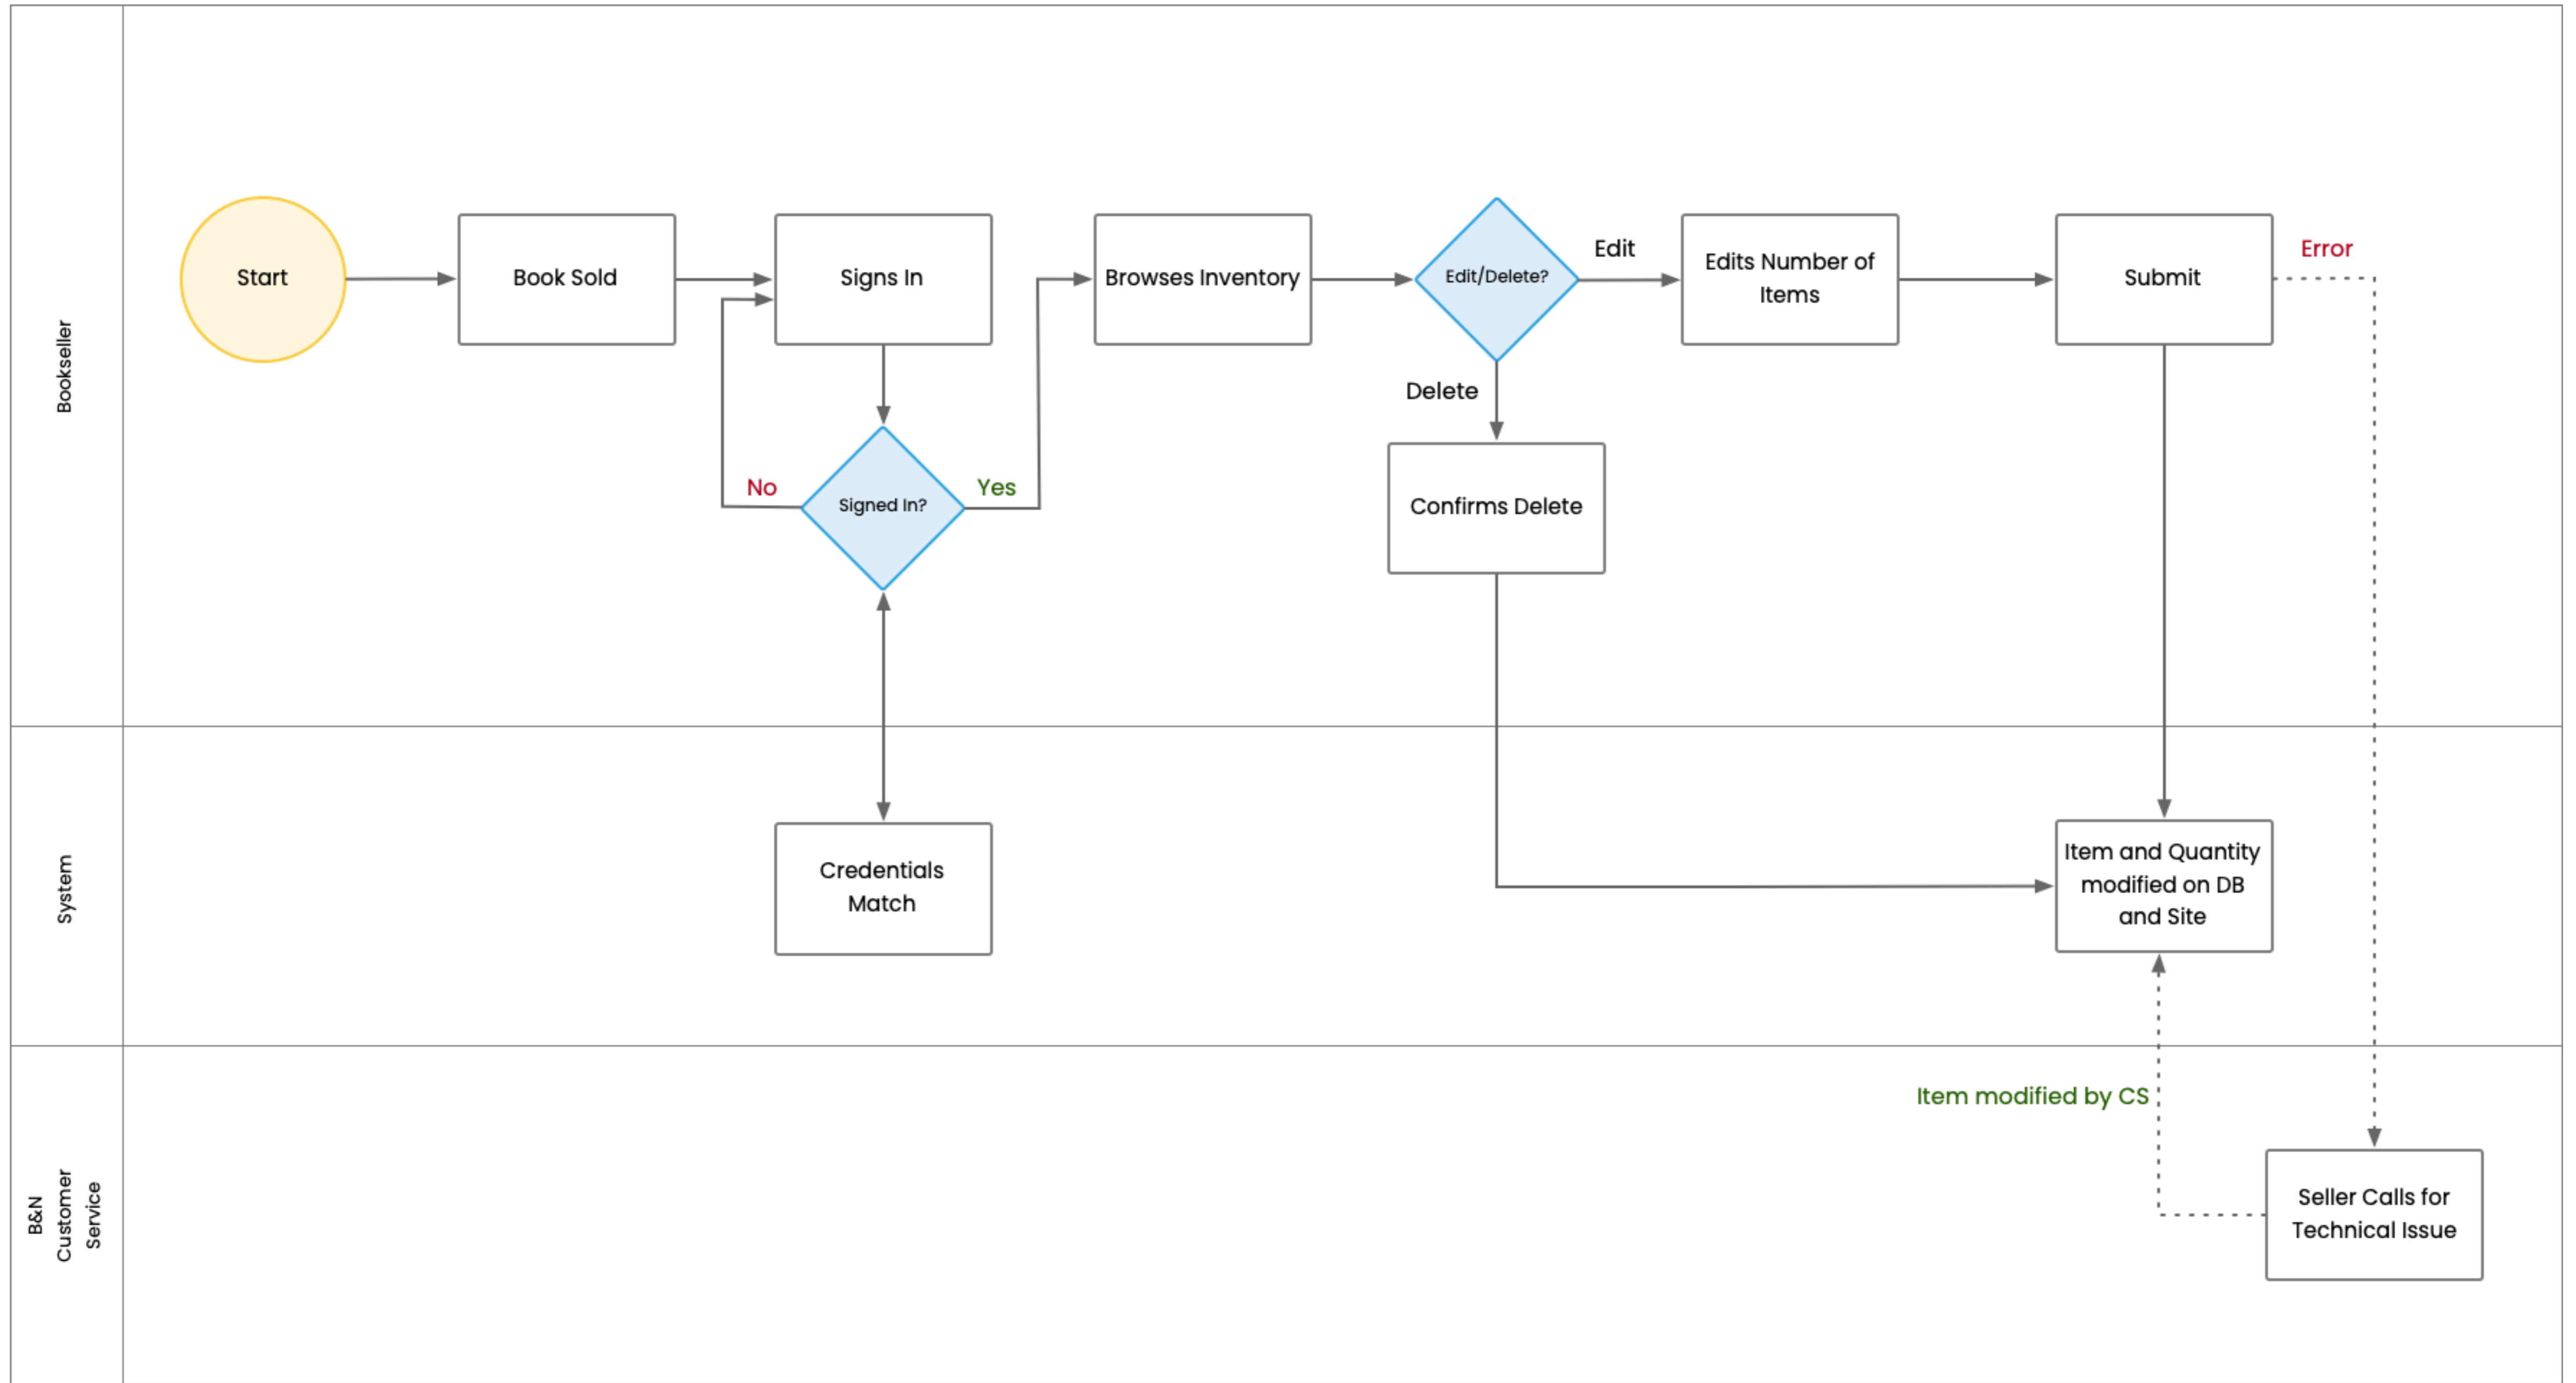 Bookseller
Start
Book Sold
Signs In
Browses Inventory
Edit/Delete?
Edit
Edits Number of
Items
Submit
Error
Delete
No
Signed In?
Yes
Confirms Delete
System
Credentials
Match
Item and Quantity
modified on DB
and Site
B&N
Customer
Service
Item modified by CS
Seller Calls for
Technical Issue